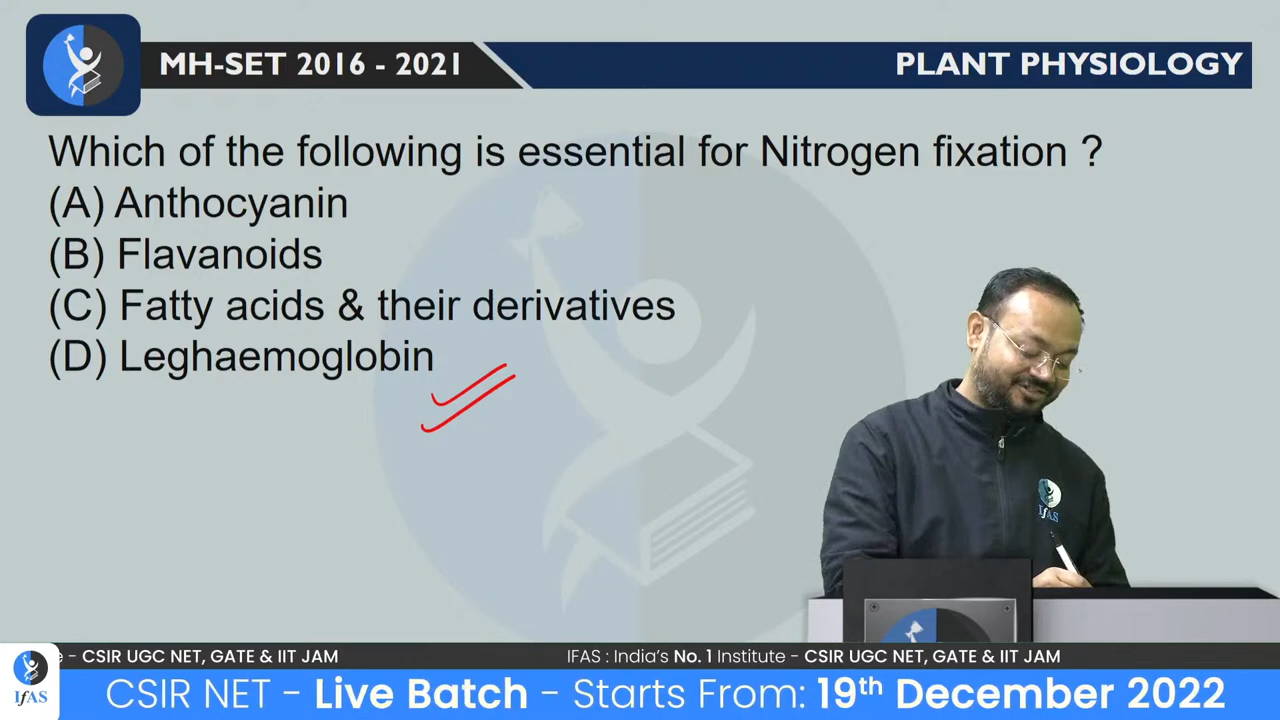 MH-SET 2016 - 2021
PLANT PHYSIOLOGY
Which of the following is essential for Nitrogen fixation ?
(A) Anthocyanin
(B) Flavanoids
(C) Fatty acids & their derivatives
(D) Leghaemoglobin
IfAS
e - CSIR UGC NET, GATE & IIT JAM
IFAS : India's No. 1 Institute - CSIR UGC NET, GATE & IIT JAM
IfAS
CSIR NET - Live Batch - Starts From: 19th December 2022